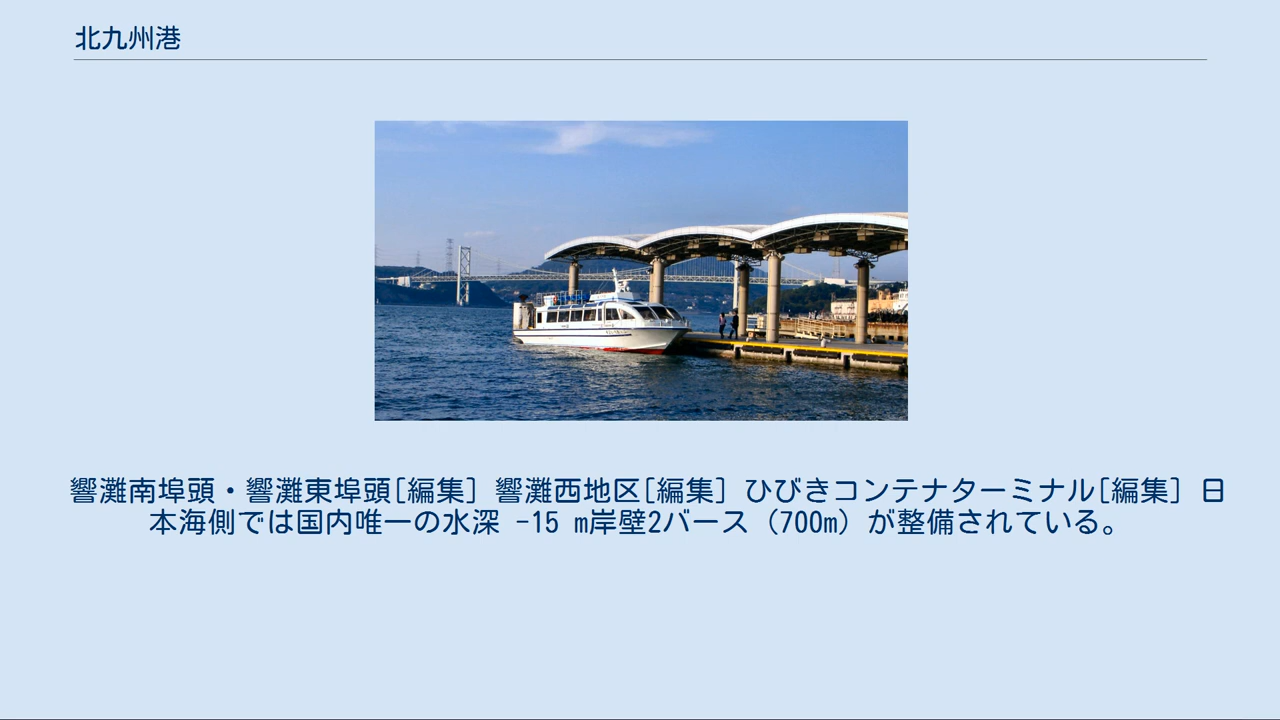 北九州港
響灘南埠頭・響灘東埠頭[編集] 響灘西地区[編集] ひびきコンテナターミナル[編集] 日
本海側では国内唯一の水深 -15 m岸壁2バース（700m）が整備されている。